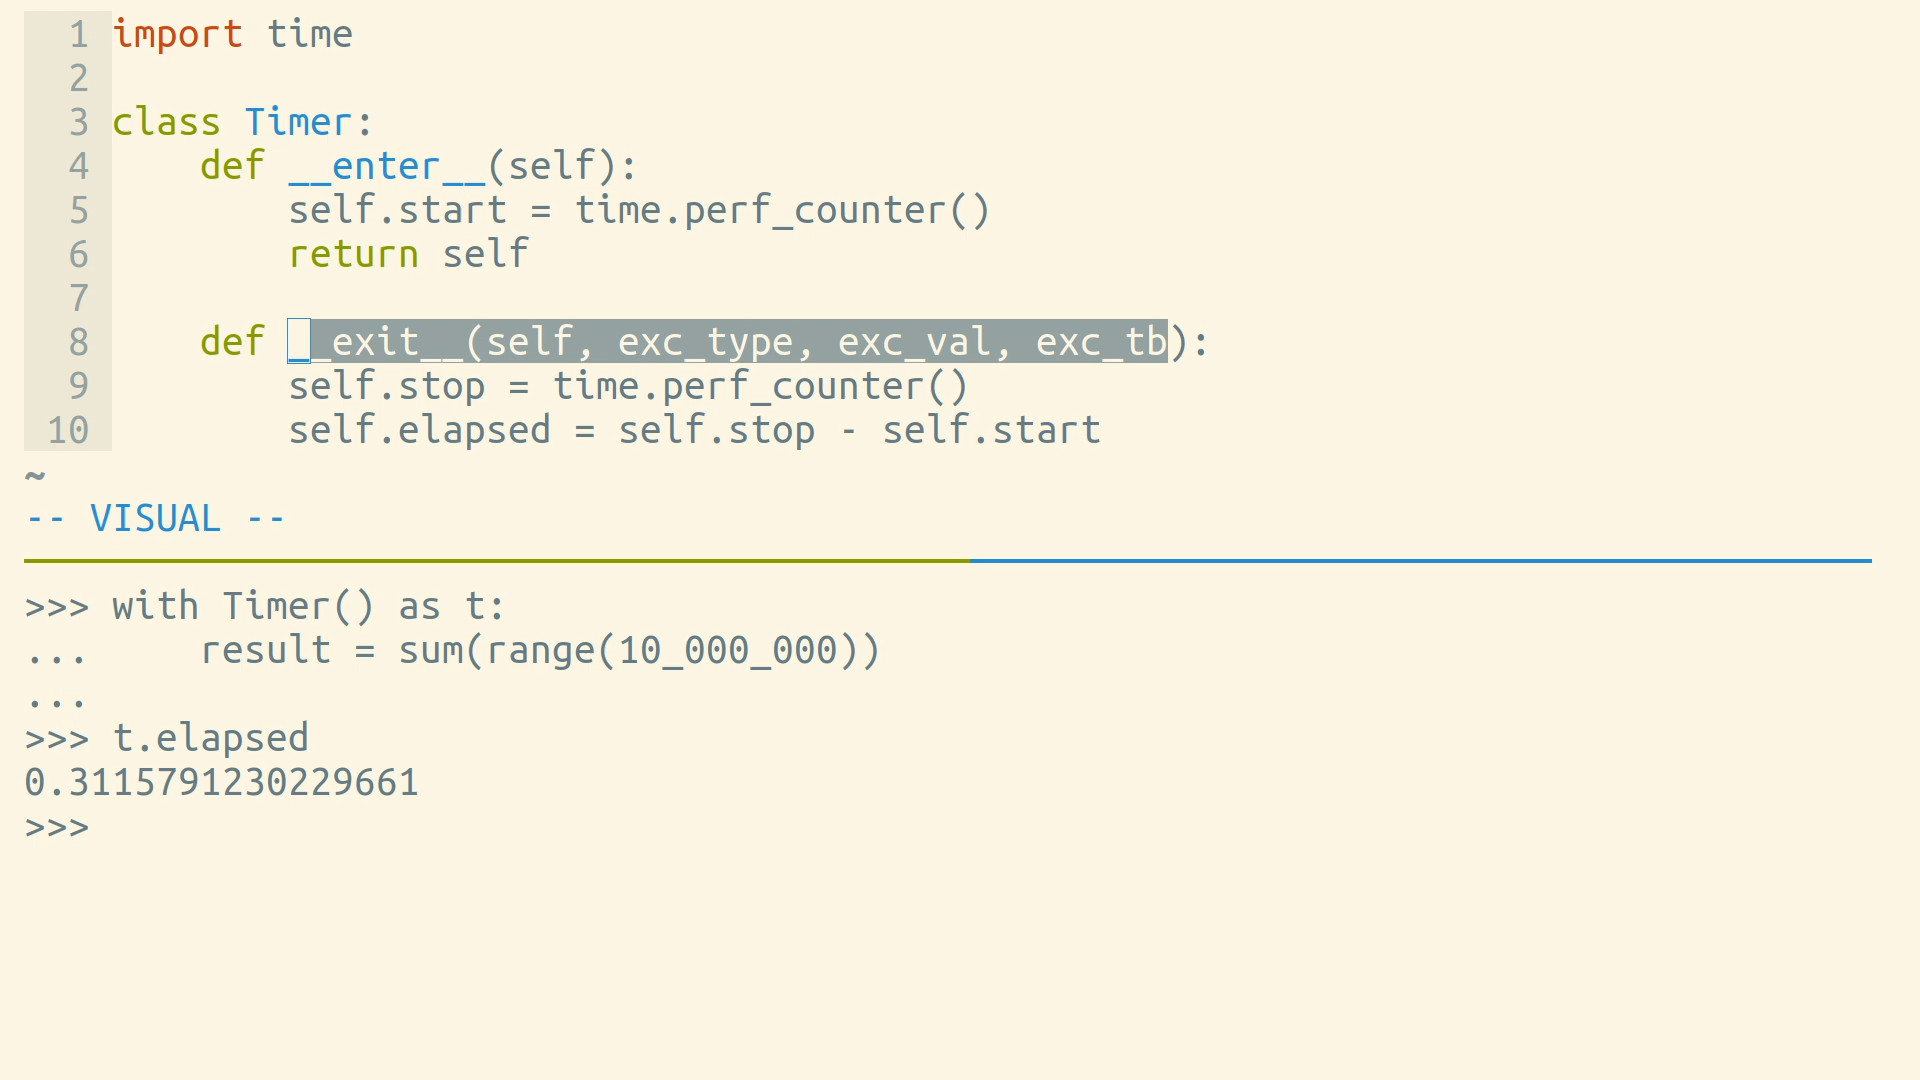 1 import time
2
3 class Timer:
4     def __enter__(self):
5         self.start = time.perf_counter()
6         return self
7
8     def __exit__(self, exc_type, exc_val, exc_tb):
9         self.stop = time.perf_counter()
10         self.elapsed = self.stop - self.start
~
-- VISUAL --
>>> with Timer() as t:
...     result = sum(range(10_000_000))
...
>>> t.elapsed
0.3115791230229661
>>>